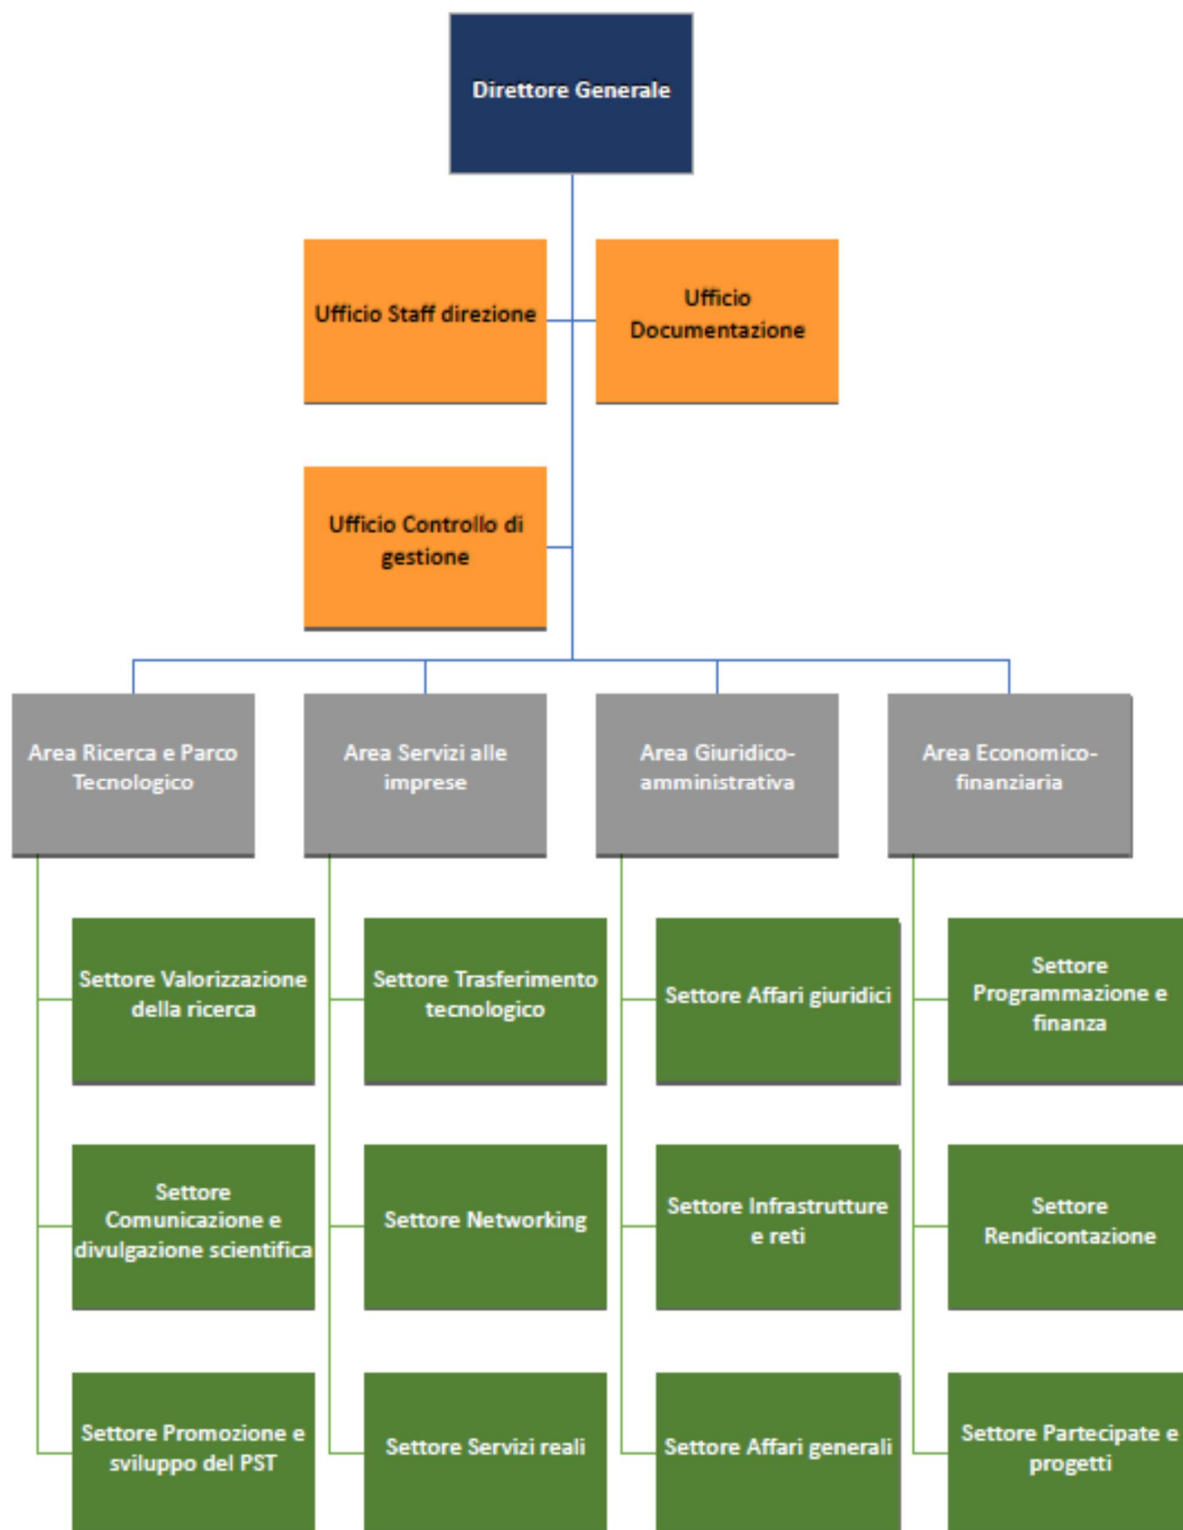 Direttore Generale
Ufficio Staff direzione
Ufficio
Documentazione
Ufficio Controllo di
gestione
Area Ricerca e Parco
Tecnologico
Area Servizi alle
imprese
Area Giuridico-
amministrativa
Area Economico-
finanziaria
Settore Valorizzazione
della ricerca
Settore Trasferimento
tecnologico
Settore Affari giuridici
Settore
Programmazione e
finanza
Settore
Comunicazione e
divulgazione scientifica
Settore Networking
Settore Infrastrutture
e reti
Settore
Rendicontazione
Settore Promozione e
sviluppo del PST
Settore Servizi reali
Settore Affari generali
Settore Partecipate e
progetti